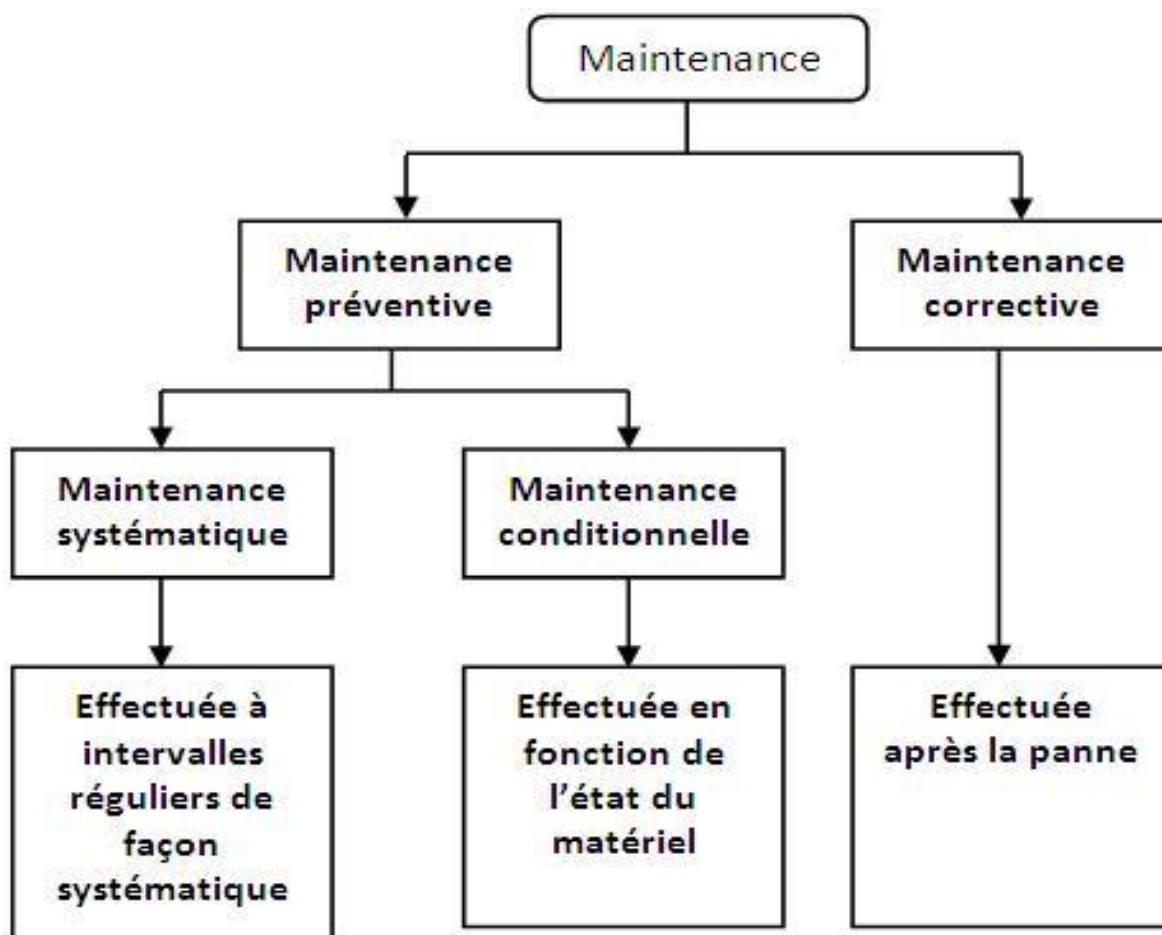 Maintenance
Maintenance
préventive
Maintenance
corrective
Maintenance
systématique
Maintenance
conditionnelle
Effectuée à
intervalles
réguliers de
façon
systématique
Effectuée en
fonction de
l'état du
matériel
Effectuée
après la panne